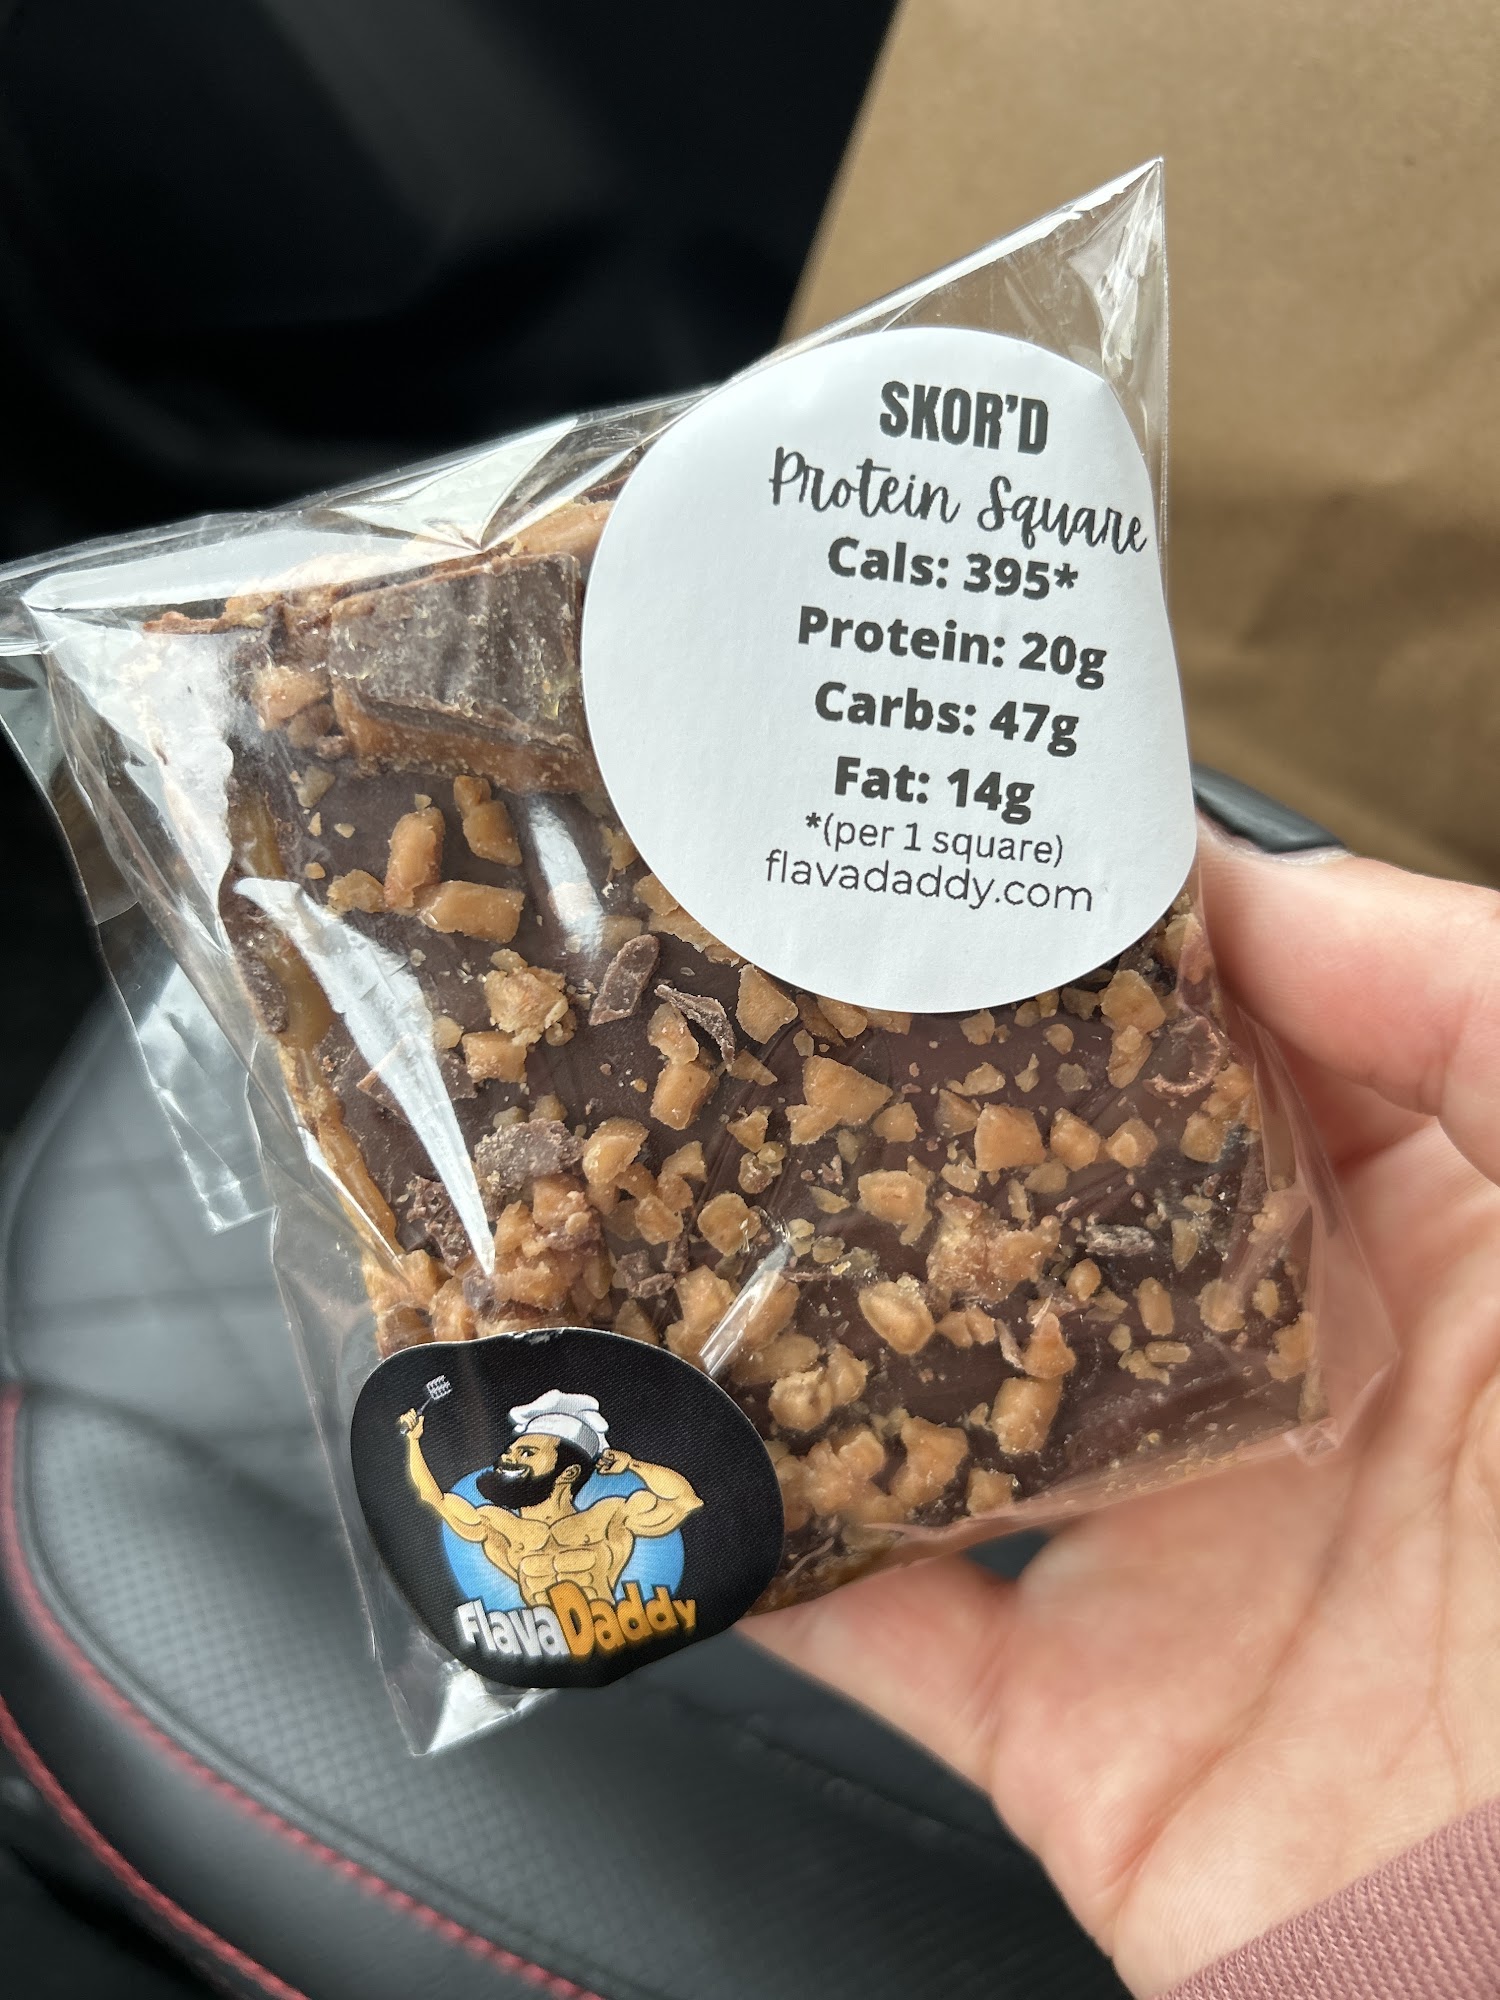 SKOR'D
Protein Square
Cals: 395*
Protein: 20g
Carbs: 47g
Fat: 14g
*(per 1 square)
flavadaddy.com
FlavaDaddy